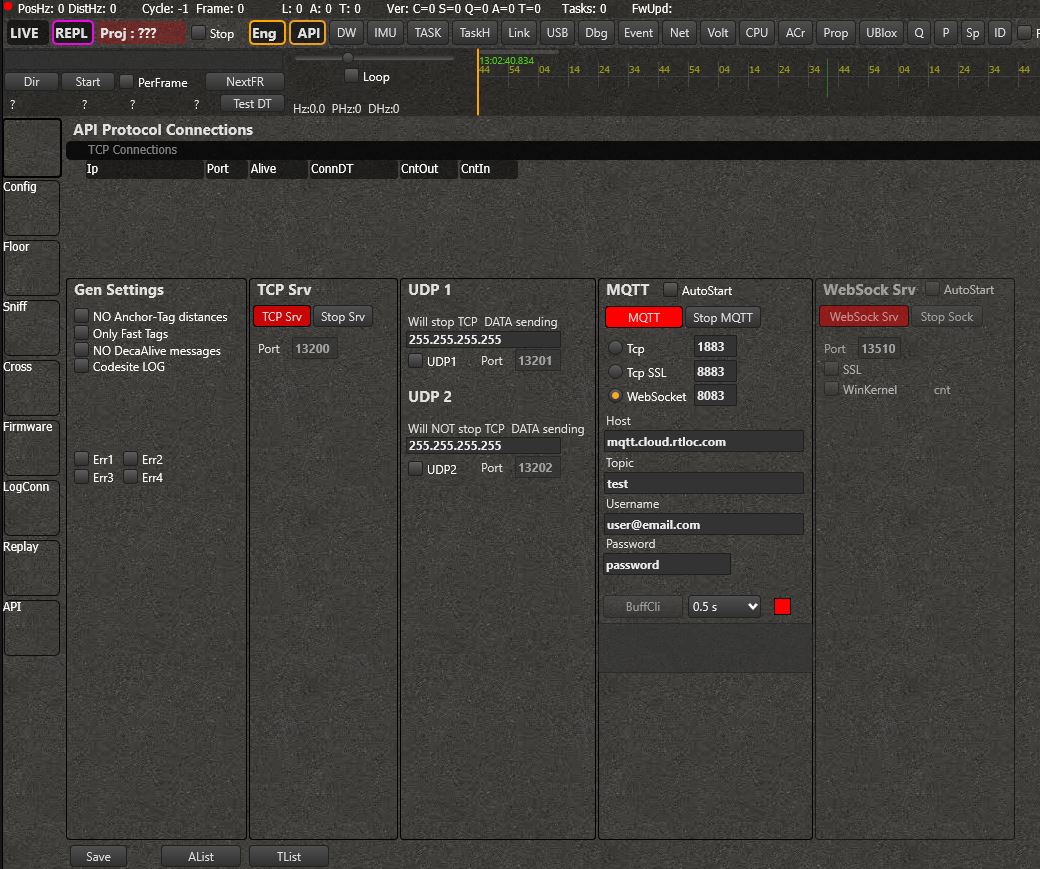 PosHz: 0 DistHz: 0 Cycle: -1 Frame: 0 L: 0 A: 0 T: 0 Ver: C=0 S=0 Q=0 A=0 T=0 Tasks: 0 FwUpd:
LIVE REPL Proj : ??? Stop Eng API DW IMU TASK TaskH Link USB Dbg Event Net Volt CPU ACr Prop UBlox Q P Sp ID
13:02:40.834
44 54 04 14 24 34 44 54 04 14 24 34 44 54 04 14 24 34 44
Loop
Dir Start PerFrame NextFR
? ? ? ? Test DT Hz:0.0 PHz:0 DHz:0
API Protocol Connections
TCP Connections
Ip Port Alive ConnDT CntOut CntIn
Config
Floor
Sniff
Cross
Firmware
LogConn
Replay
API
Gen Settings
NO Anchor-Tag distances
Only Fast Tags
NO DecaAlive messages
Codesite LOG
Err1 Err2
Err3 Err4
TCP Srv
TCP Srv Stop Srv
Port 13200
UDP 1
Will stop TCP DATA sending
255.255.255.255
UDP1 Port 13201
UDP 2
Will NOT stop TCP DATA sending
255.255.255.255
UDP2 Port 13202
MQTT AutoStart
MQTT Stop MQTT
Tcp 1883
Tcp SSL 8883
WebSocket 8083
Host
mqtt.cloud.rtloc.com
Topic
test
Username
user@email.com
Password
password
BuffCli 0.5 s
WebSock Srv AutoStart
WebSock Srv Stop Sock
Port 13510
SSL
WinKernel cnt
Save AList TList